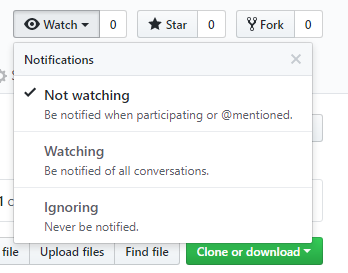 Watch 0 Star 0 Fork 0
Notifications
Not watching
Be notified when participating or @mentioned.
Watching
Be notified of all conversations.
Ignoring
Never be notified.
file Upload files Find file Clone or download